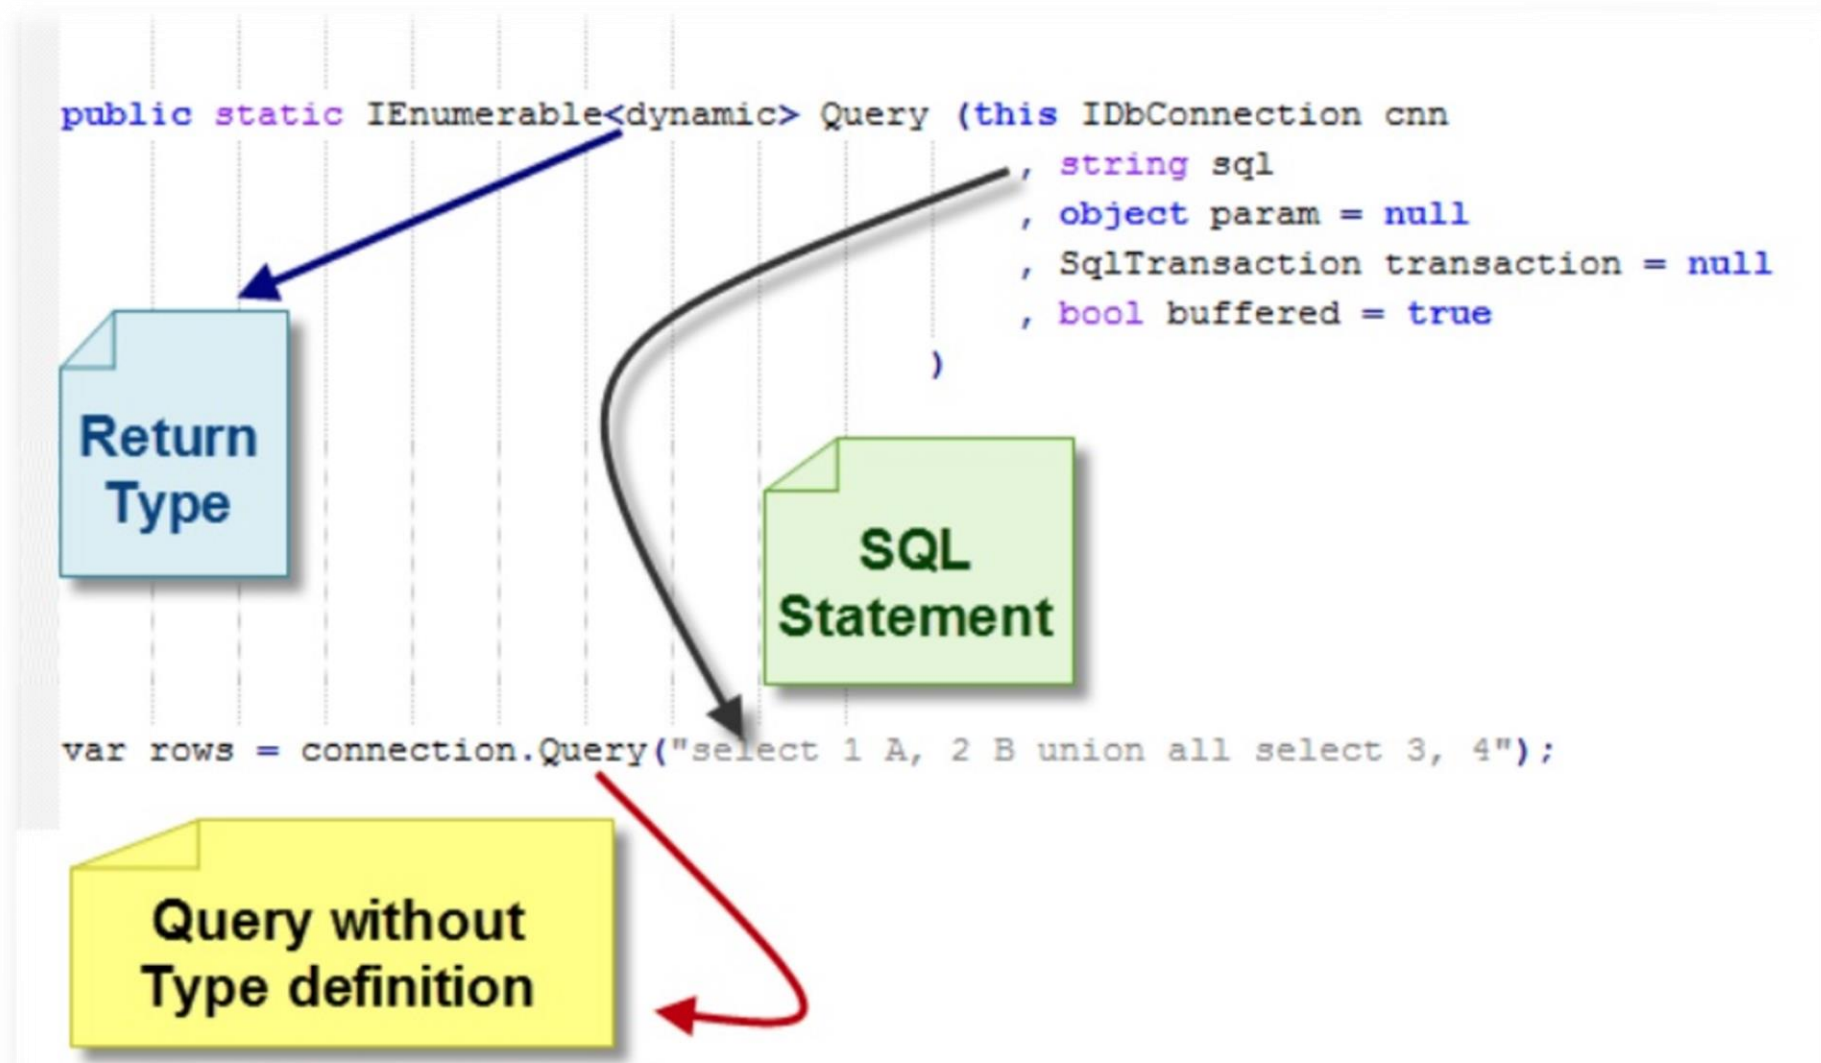 public static IEnumerable<dynamic> Query (this IDbConnection cnn
, string sql
, object param = null
, SqlTransaction transaction = null
, bool buffered = true
)
Return
Type
SQL
Statement
var rows = connection.Query("select 1 A, 2 B union all select 3, 4");
Query without
Type definition